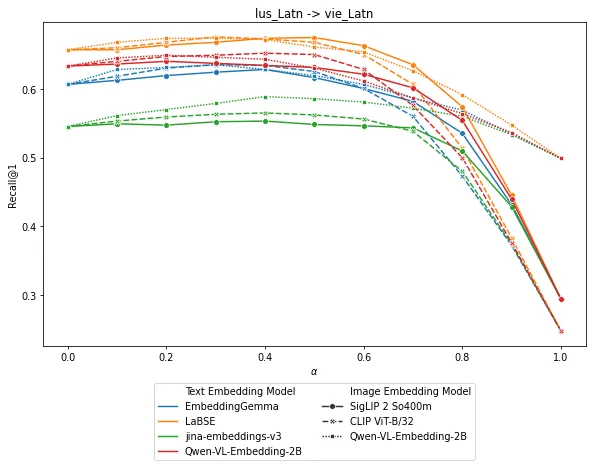 lus_Latn -> vie_Latn
Recall@1
0.6
0.5
0.4
0.3
0.0 0.2 0.4 0.6 0.8 1.0
α
Text Embedding Model Image Embedding Model
EmbeddingGemma SigLIP 2 So400m
LaBSE CLIP ViT-B/32
jina-embeddings-v3 Qwen-VL-Embedding-2B
Qwen-VL-Embedding-2B